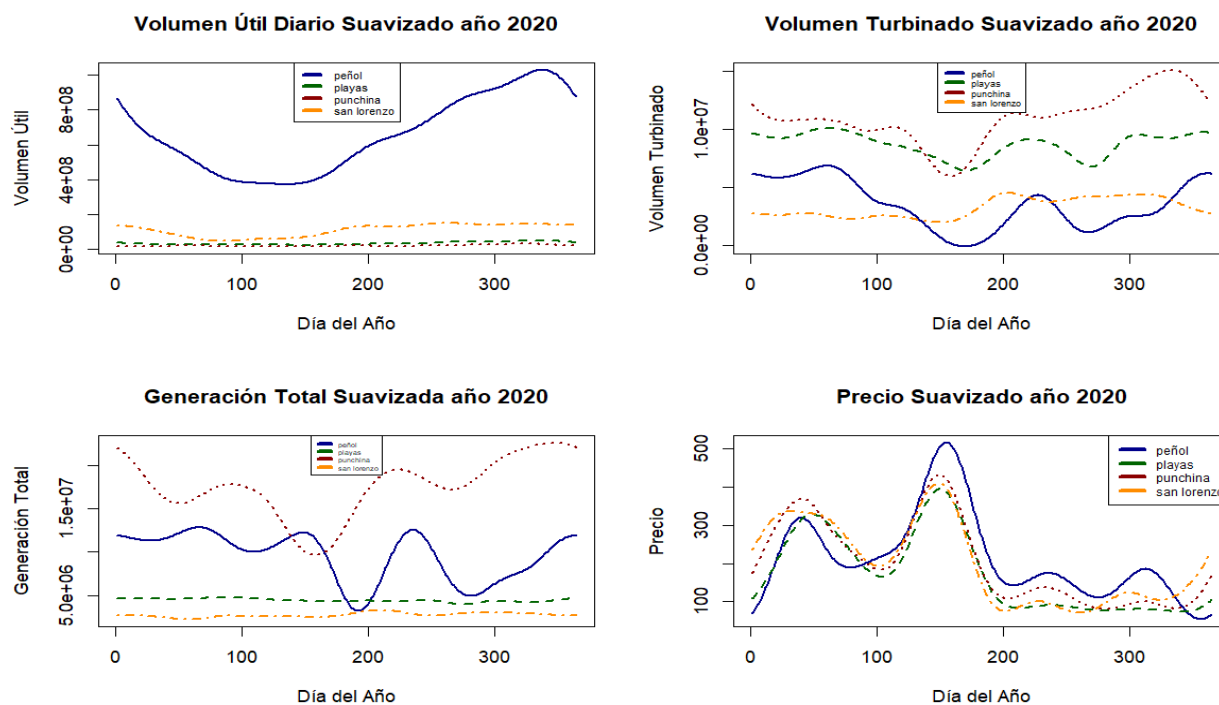 Volumen Útil Diario Suavizado año 2020
Volumen Útil
0e+00
4e+08
8e+08
peñol
playas
punchina
san lorenzo
0
100
200
300
Día del Año
Volumen Turbinado Suavizado año 2020
Volumen Turbinado
0.0e+00
1.0e+07
peñol
playas
punchina
san lorenzo
0
100
200
300
Día del Año
Generación Total Suavizada año 2020
Generación Total
5.0e+06
1.5e+07
peñol
playas
punchina
san lorenzo
0
100
200
300
Día del Año
Precio Suavizado año 2020
Precio
100
300
500
peñol
playas
punchina
san lorenzo
0
100
200
300
Día del Año